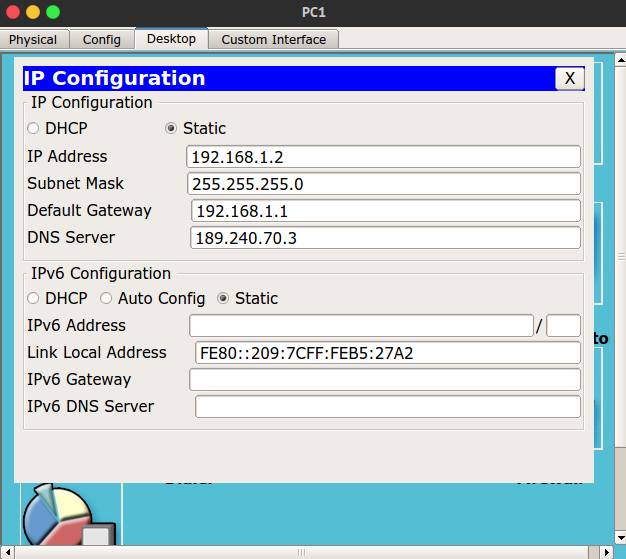 PC1
Physical Config Desktop Custom Interface
IP Configuration X
IP Configuration
DHCP Static
IP Address 192.168.1.2
Subnet Mask 255.255.255.0
Default Gateway 192.168.1.1
DNS Server 189.240.70.3
IPv6 Configuration
DHCP Auto Config Static
IPv6 Address /
Link Local Address FE80::209:7CFF:FEB5:27A2
IPv6 Gateway
IPv6 DNS Server
to